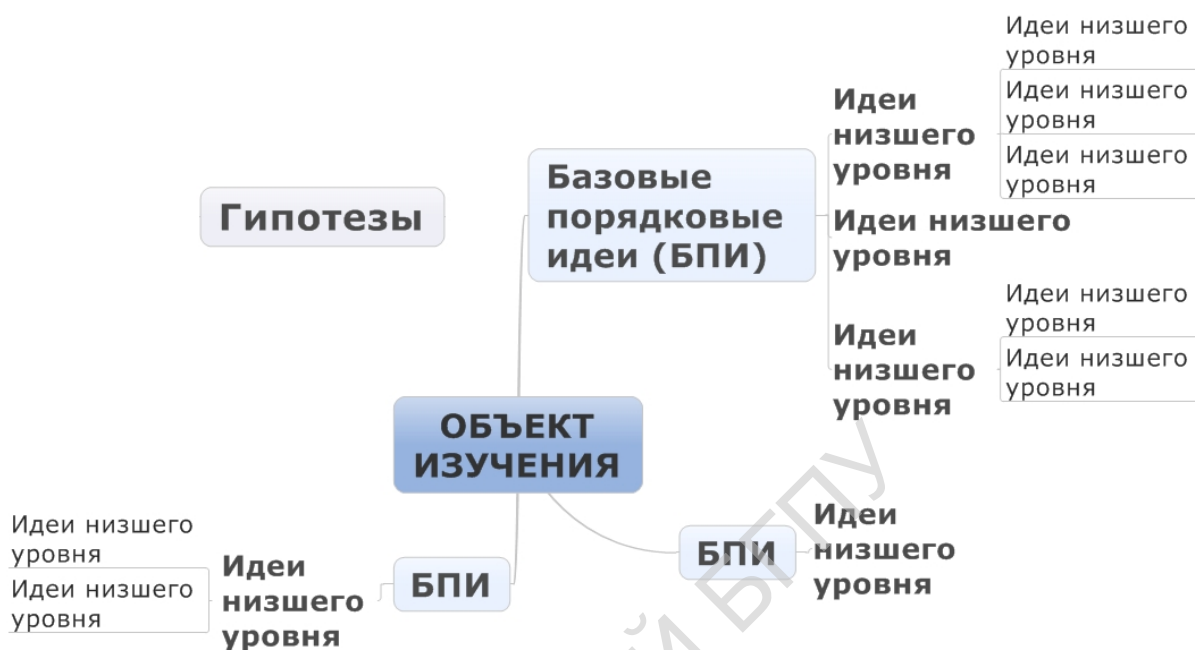 Гипотезы
Базовые
порядковые
идеи (БПИ)
Идеи
низшего
уровня
Идеи низшего
уровня
Идеи низшего
уровня
Идеи низшего
уровня
Идеи низшего
уровня
Идеи
низшего
уровня
Идеи низшего
уровня
Идеи низшего
уровня
ОБЪЕКТ
ИЗУЧЕНИЯ
БПИ
Идеи
низшего
уровня
БПИ
Идеи
низшего
уровня
Идеи низшего
уровня
Идеи низшего
уровня
БГПУ